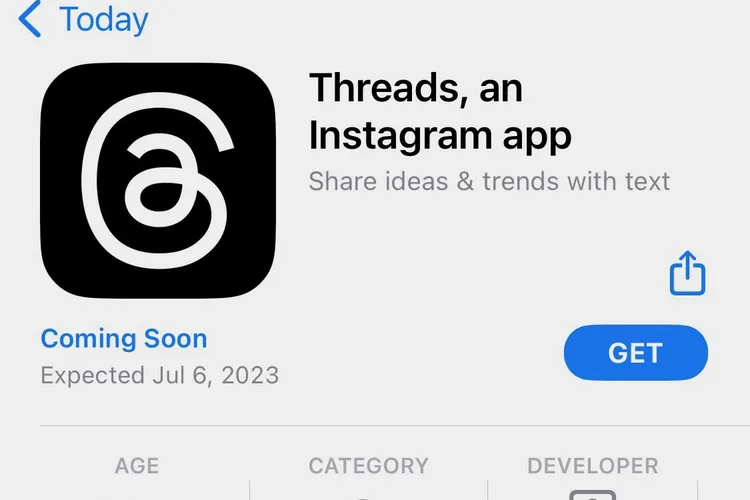 Today
Threads, an
Instagram app
Share ideas & trends with text
Coming Soon
GET
Expected Jul 6, 2023
AGE
CATEGORY
DEVELOPER